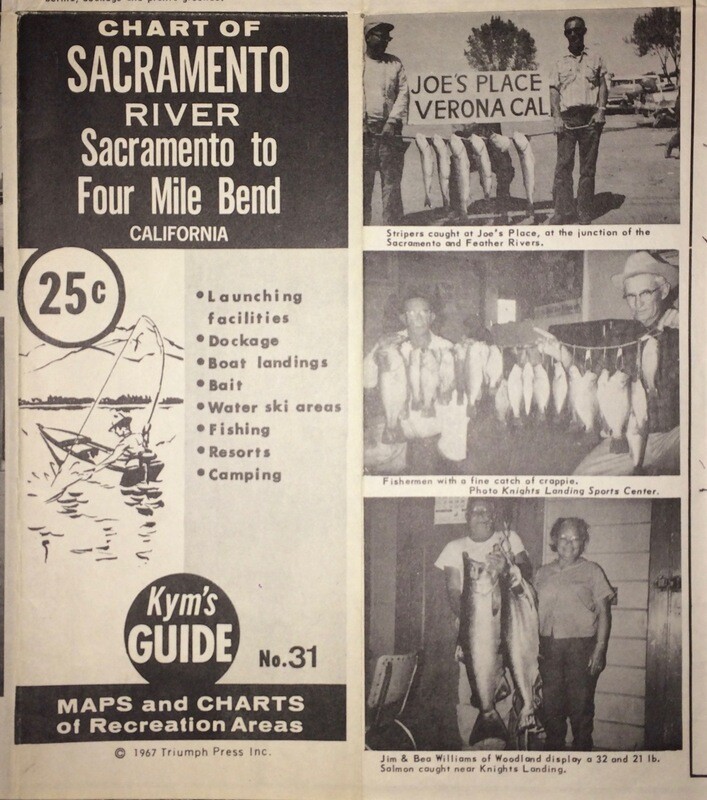 CHART OF
SACRAMENTO
RIVER
Sacramento to
Four Mile Bend
CALIFORNIA
25c
•Launching
facilities
•Dockage
•Boat landings
•Bait
•Water ski areas
•Fishing
•Resorts
•Camping
Kym's
GUIDE
No.31
MAPS and CHARTS
of Recreation Areas
© 1967 Triumph Press Inc.
JOE'S PLACE
VERONA CAL
Stripers caught at Joe's Place, at the junction of the
Sacramento and Feather Rivers.
Fishermen with a fine catch of crappie.
Photo Knights Landing Sports Center.
Jim & Bea Williams of Woodland display a 32 and 21 lb.
Salmon caught near Knights Landing.